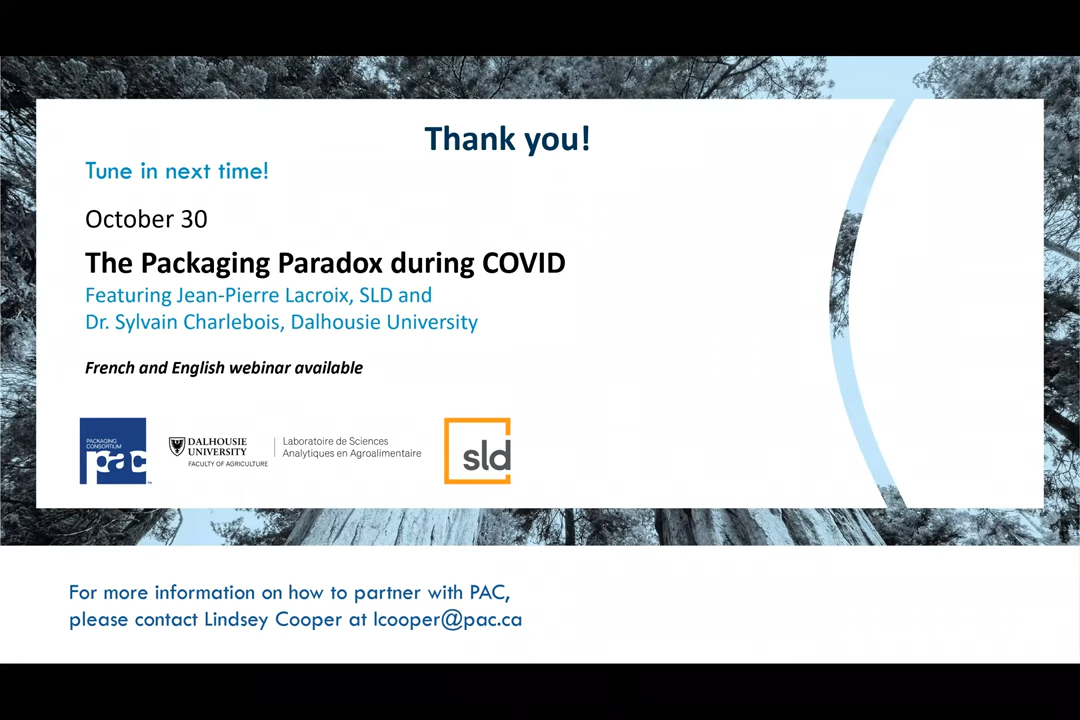 Thank you!
Tune in next time!
October 30
The Packaging Paradox during COVID
Featuring Jean-Pierre Lacroix, SLD and
Dr. Sylvain Charlebois, Dalhousie University
French and English webinar available
PACKAGING
CONSORTIUM
pac
TM
DALHOUSIE
UNIVERSITY
FACULTY OF AGRICULTURE
Laboratoire de Sciences
Analytiques en Agroalimentaire
sld
For more information on how to partner with PAC,
please contact Lindsey Cooper at lcooper@pac.ca